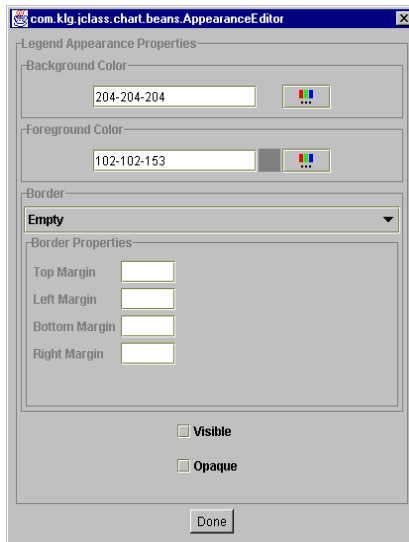 com.klg.jclass.chart.beans.AppearanceEditor
Legend Appearance Properties
Background Color
204-204-204
...
Foreground Color
102-102-153
...
Border
Empty
Border Properties
Top Margin
Left Margin
Bottom Margin
Right Margin
Visible
Opaque
Done